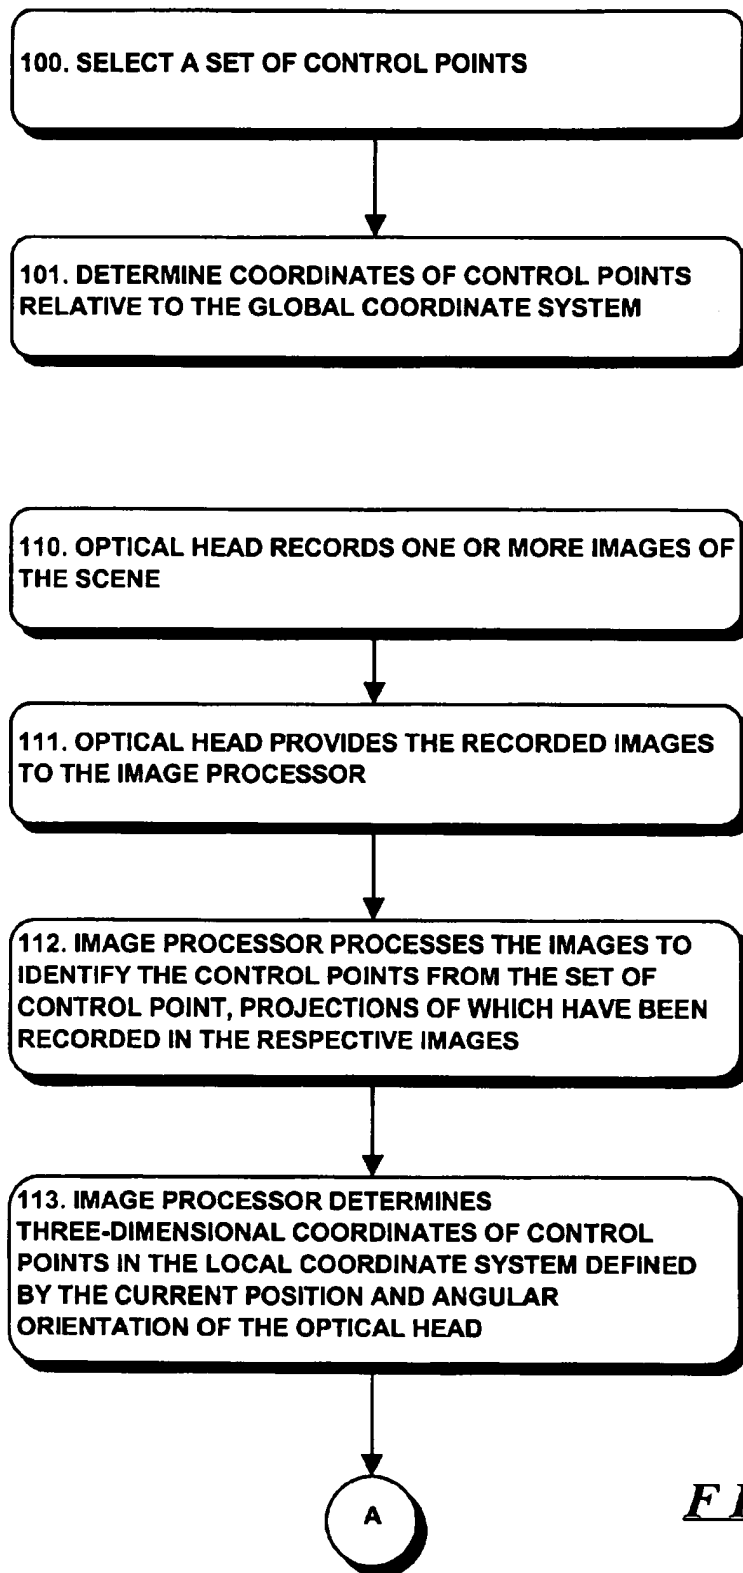 100. SELECT A SET OF CONTROL POINTS
101. DETERMINE COORDINATES OF CONTROL POINTS
RELATIVE TO THE GLOBAL COORDINATE SYSTEM
110. OPTICAL HEAD RECORDS ONE OR MORE IMAGES OF
THE SCENE
111. OPTICAL HEAD PROVIDES THE RECORDED IMAGES
TO THE IMAGE PROCESSOR
112. IMAGE PROCESSOR PROCESSES THE IMAGES TO
IDENTIFY THE CONTROL POINTS FROM THE SET OF
CONTROL POINT, PROJECTIONS OF WHICH HAVE BEEN
RECORDED IN THE RESPECTIVE IMAGES
113. IMAGE PROCESSOR DETERMINES
THREE-DIMENSIONAL COORDINATES OF CONTROL
POINTS IN THE LOCAL COORDINATE SYSTEM DEFINED
BY THE CURRENT POSITION AND ANGULAR
ORIENTATION OF THE OPTICAL HEAD
A